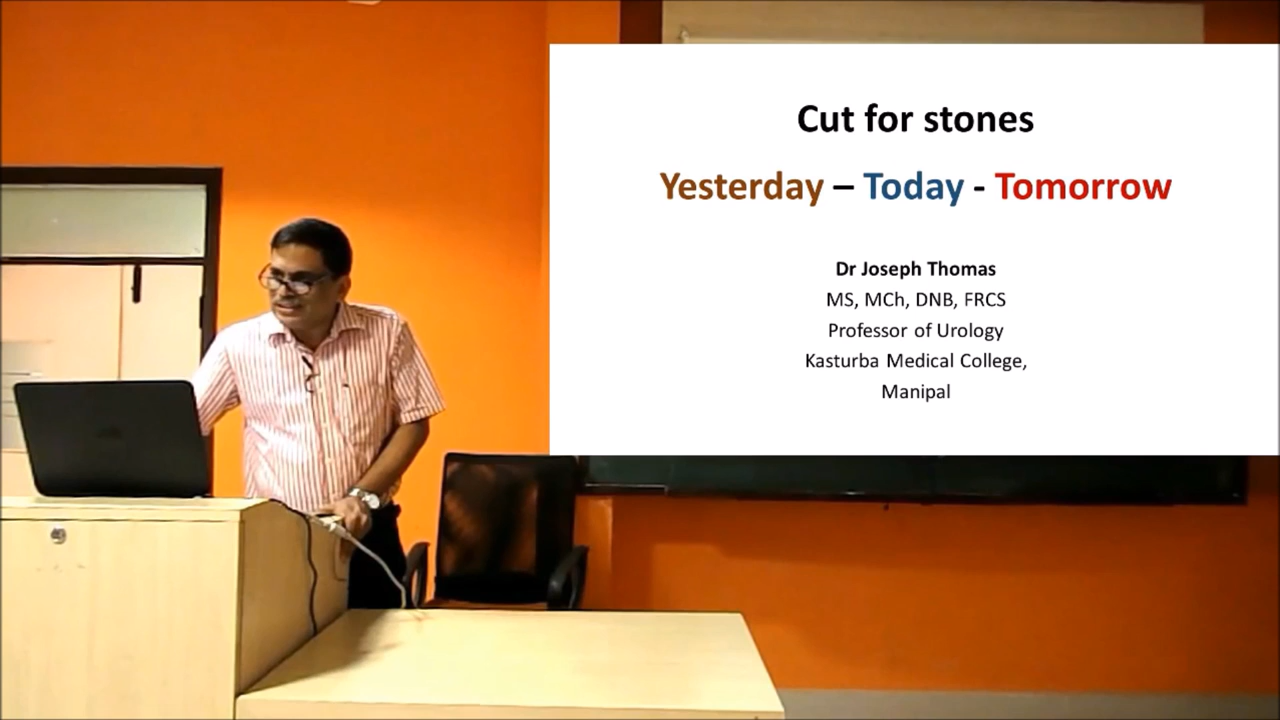 Cut for stones
Yesterday – Today - Tomorrow
Dr Joseph Thomas
MS, MCh, DNB, FRCS
Professor of Urology
Kasturba Medical College,
Manipal